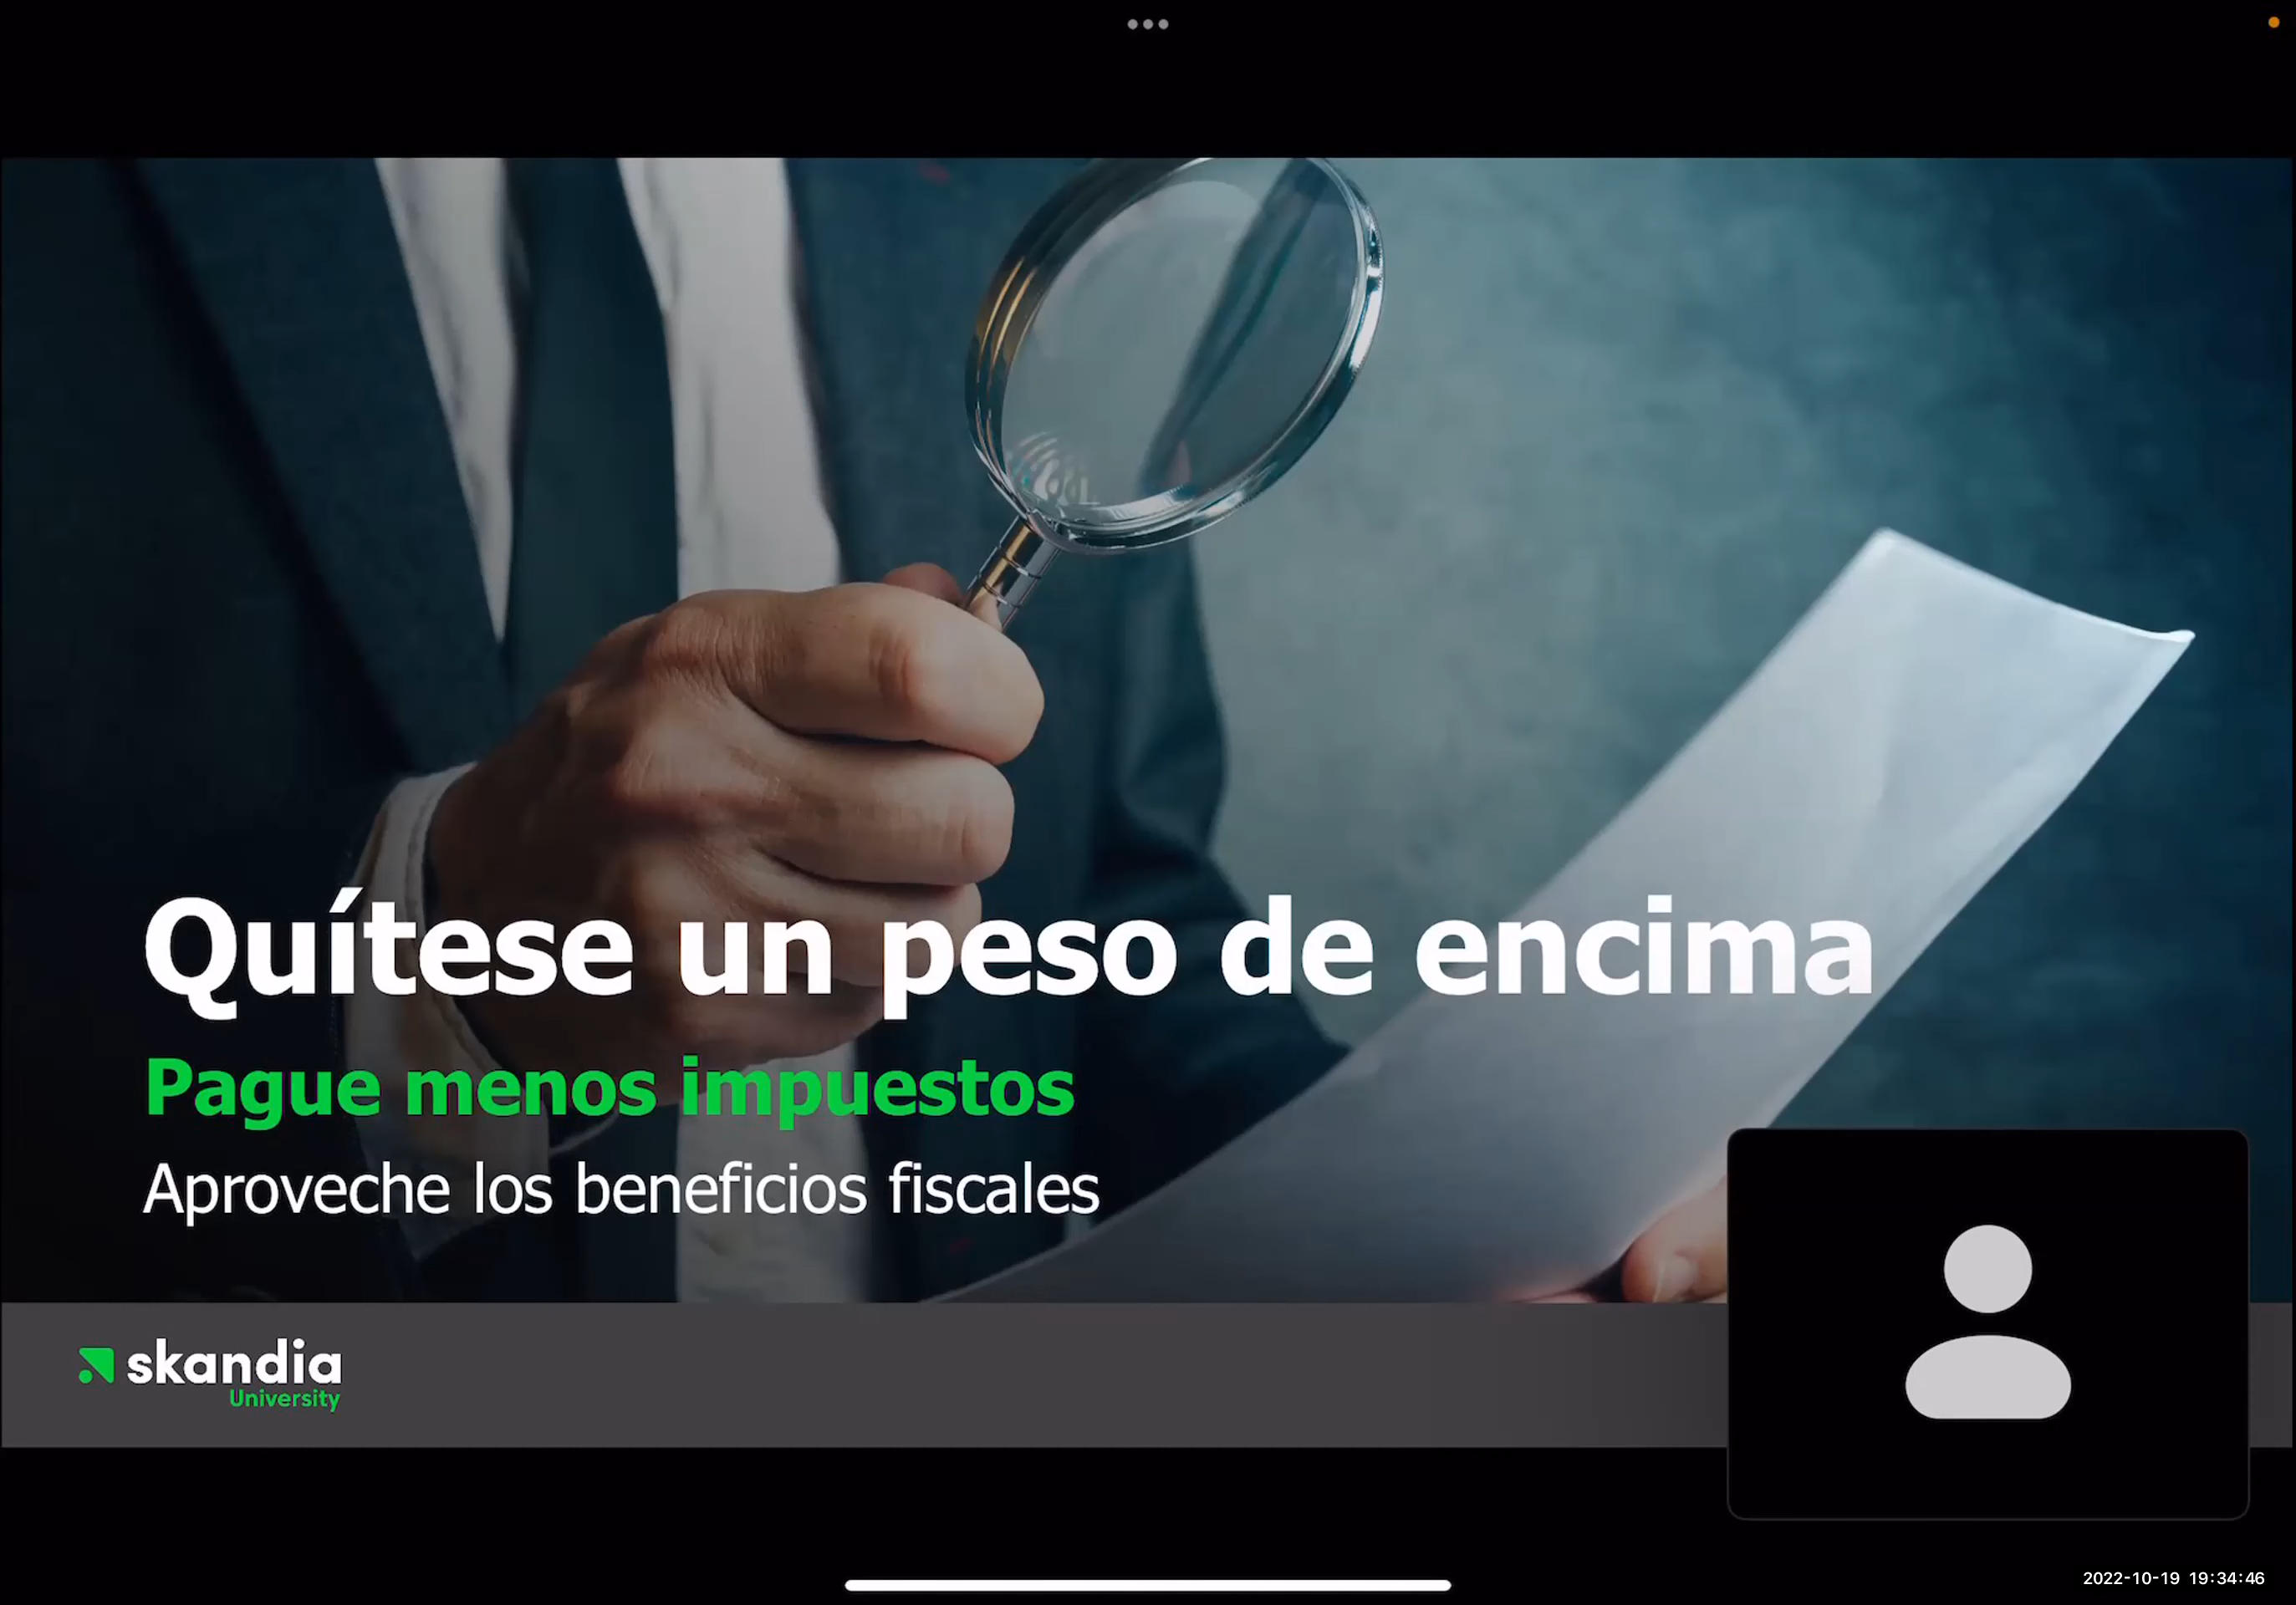 Quítese un peso de encima
Pague menos impuestos
Aproveche los beneficios fiscales
skandia
University
2022-10-19 19:34:46